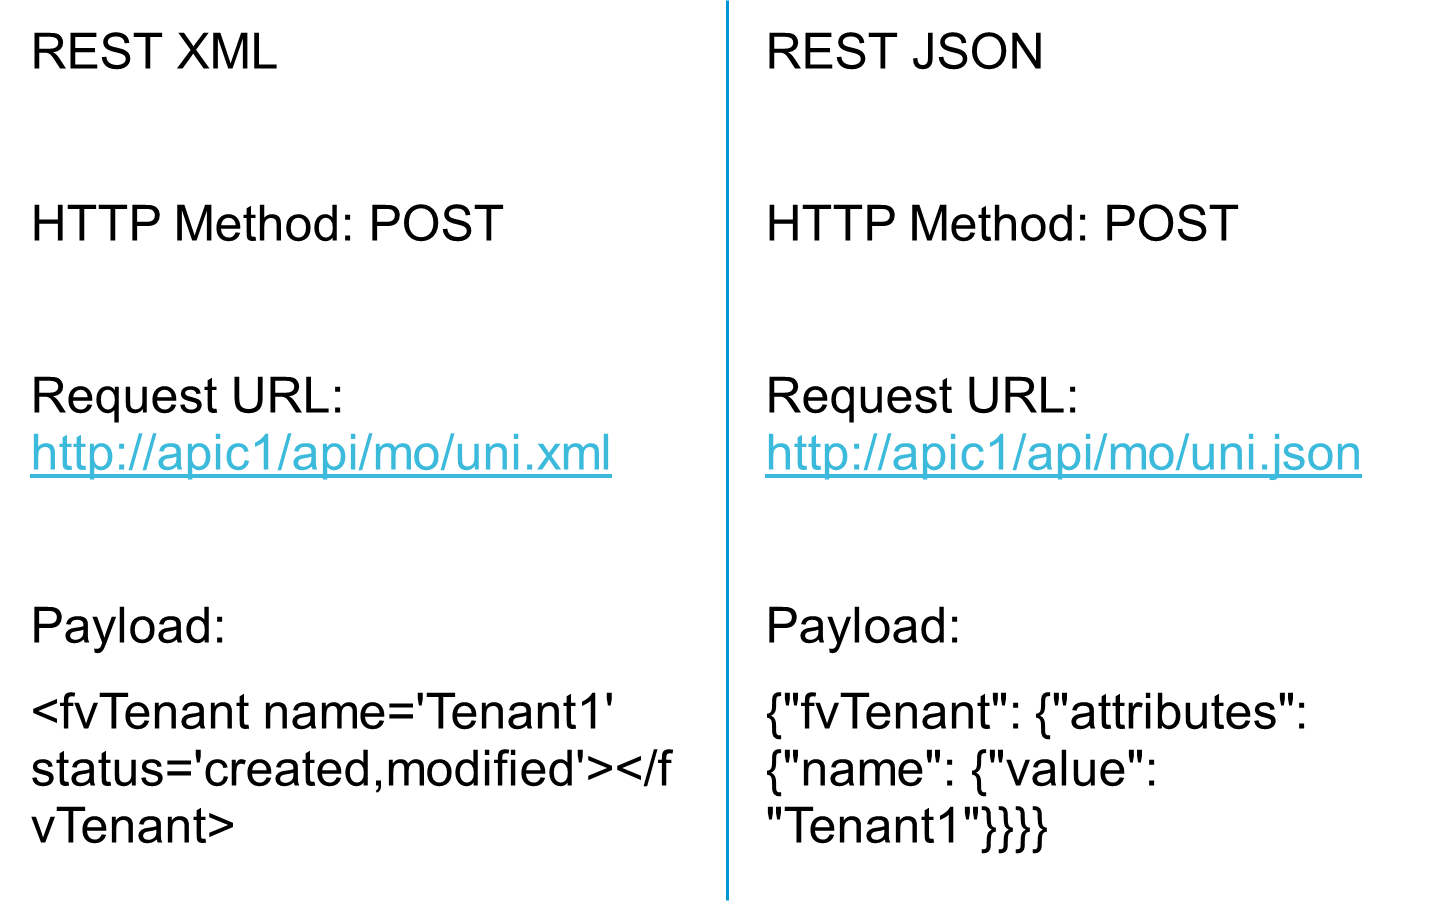 REST XML
HTTP Method: POST
Request URL:
http://apic1/api/mo/uni.xml
Payload:
<fvTenant name='Tenant1'
status='created,modified'></f
vTenant>
REST JSON
HTTP Method: POST
Request URL:
http://apic1/api/mo/uni.json
Payload:
{"fvTenant": {"attributes":
{"name": {"value":
"Tenant1"}}}}